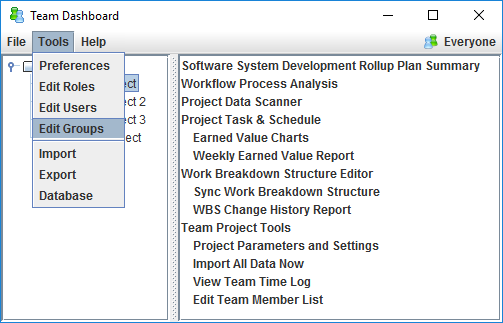 Team Dashboard
File Tools Help Everyone
Preferences
Edit Roles
Edit Users
Edit Groups
Import
Export
Database
ect
ect 2
ect 3
ect
Software System Development Rollup Plan Summary
Workflow Process Analysis
Project Data Scanner
Project Task & Schedule
Earned Value Charts
Weekly Earned Value Report
Work Breakdown Structure Editor
Sync Work Breakdown Structure
WBS Change History Report
Team Project Tools
Project Parameters and Settings
Import All Data Now
View Team Time Log
Edit Team Member List